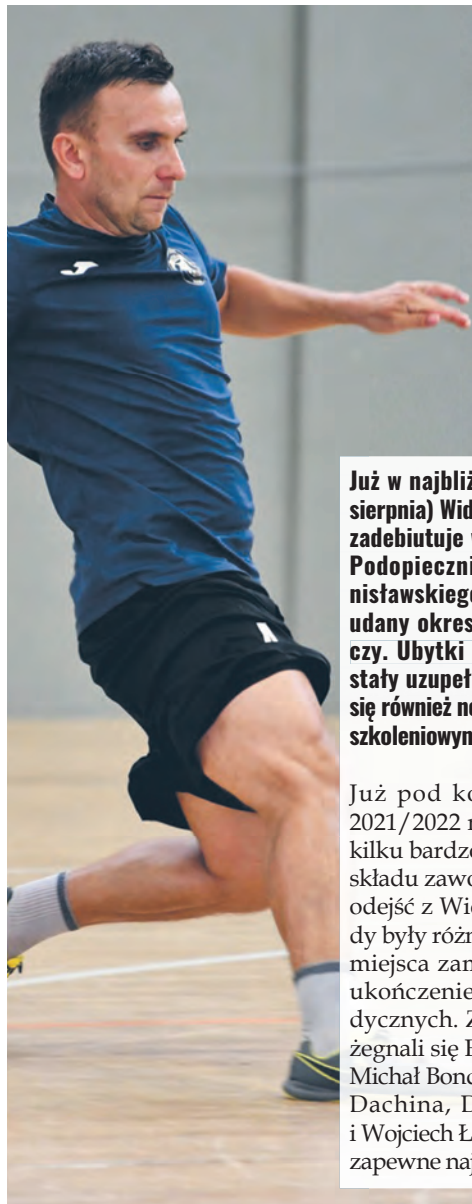 Już w najbliż
sierpnia) Wid
zadebiutuje
Podopieczni
nisławskiego
udany okres
czy. Ubytki
stały uzupeł
się również no
szkoleniowym
Już pod ko
2021/2022 r
kilku bardzo
składu zawo
odejść z Wi
dy były różn
miejsca zam
ukończenie
dycznych. Z
żegnali się
Michał Bond
Dachina, D
i Wojciech Ł
zapewne naj